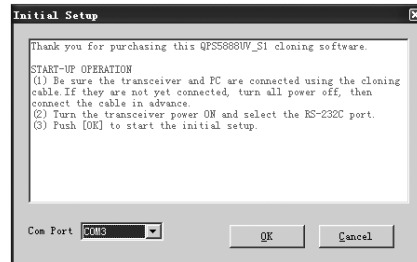 Initial Setup
Thank you for purchasing this QPS5888UV_S1 cloning software.
START-UP OPERATION
(1) Be sure the transceiver and PC are connected using the cloning
cable.If they are not yet connected, turn all power off, then
connect the cable in advance.
(2) Turn the transceiver power ON and select the RS-232C port.
(3) Push [OK] to start the initial setup.
Com Port COM3 OK Cancel